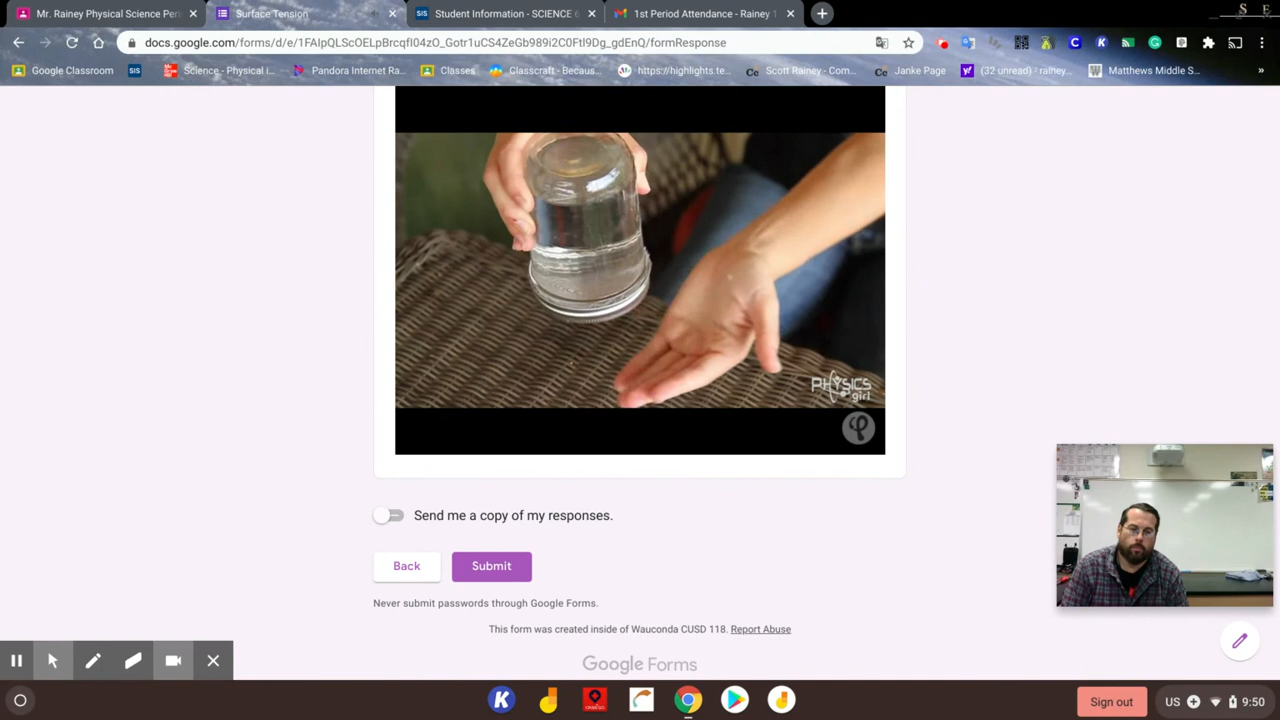 Mr. Rainey Physical Science Per
Surface Tension
Student Information - SCIENCE 6
1st Period Attendance - Rainey 1
S E
docs.google.com/forms/d/e/1FAIpQLScOELpBrcqfI04zO_Gotr1uCS4ZeGb989i2C0Ftl9Dg_gdEnQ/formResponse
Google Classroom
SIS
Science - Physical i...
Pandora Internet Ra...
Classes
Classcraft - Becaus...
https://highlights.te...
Scott Rainey - Com...
Janke Page
(32 unread) - rainey...
Matthews Middle S...
»
PHYSICS
girl
Send me a copy of my responses.
Back
Submit
Never submit passwords through Google Forms.
This form was created inside of Wauconda CUSD 118. Report Abuse
Google Forms
Sign out
US
9:50